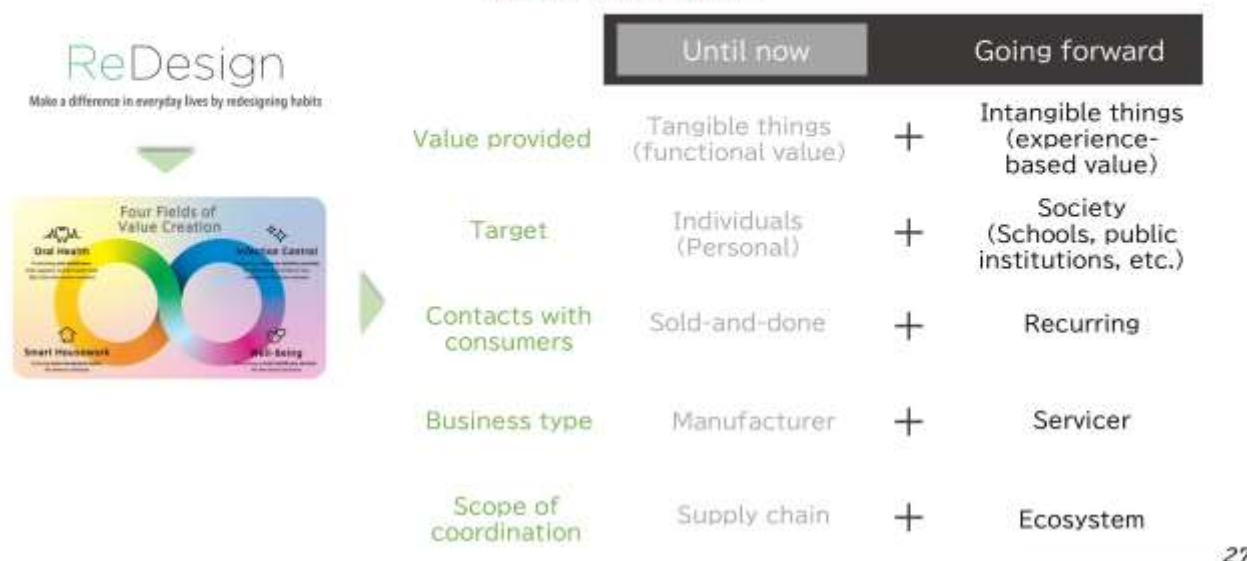 ReDesign
Make a difference in everyday lives by redesigning habits
Four Fields of
Value Creation
Oral Health
Infection Control
Smart Housework
Well-Being
Until now
Going forward
Value provided
Tangible things
(functional value)
+
Intangible things
(experience-
based value)
Target
Individuals
(Personal)
+
Society
(Schools, public
institutions, etc.)
Contacts with
consumers
Sold-and-done
+
Recurring
Business type
Manufacturer
+
Servicer
Scope of
coordination
Supply chain
+
Ecosystem
27